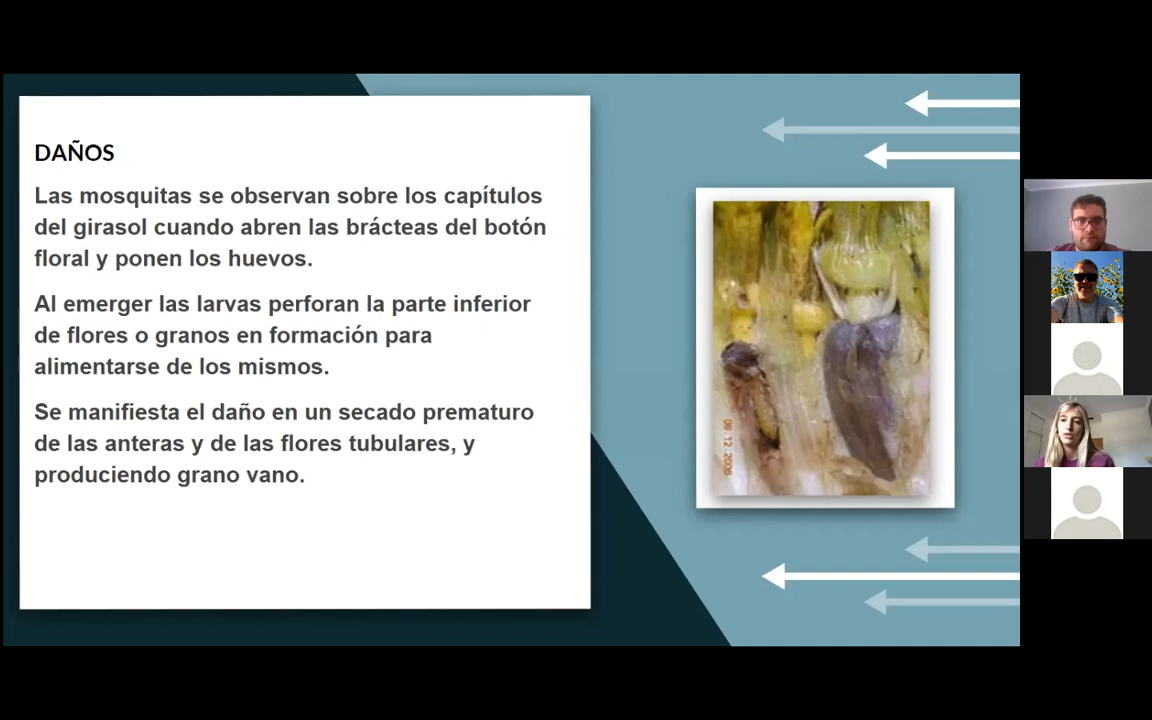 DAÑOS
Las mosquitas se observan sobre los capítulos
del girasol cuando abren las brácteas del botón
floral y ponen los huevos.
Al emerger las larvas perforan la parte inferior
de flores o granos en formación para
alimentarse de los mismos.
Se manifiesta el daño en un secado prematuro
de las anteras y de las flores tubulares, y
produciendo grano vano.
06.12.2006